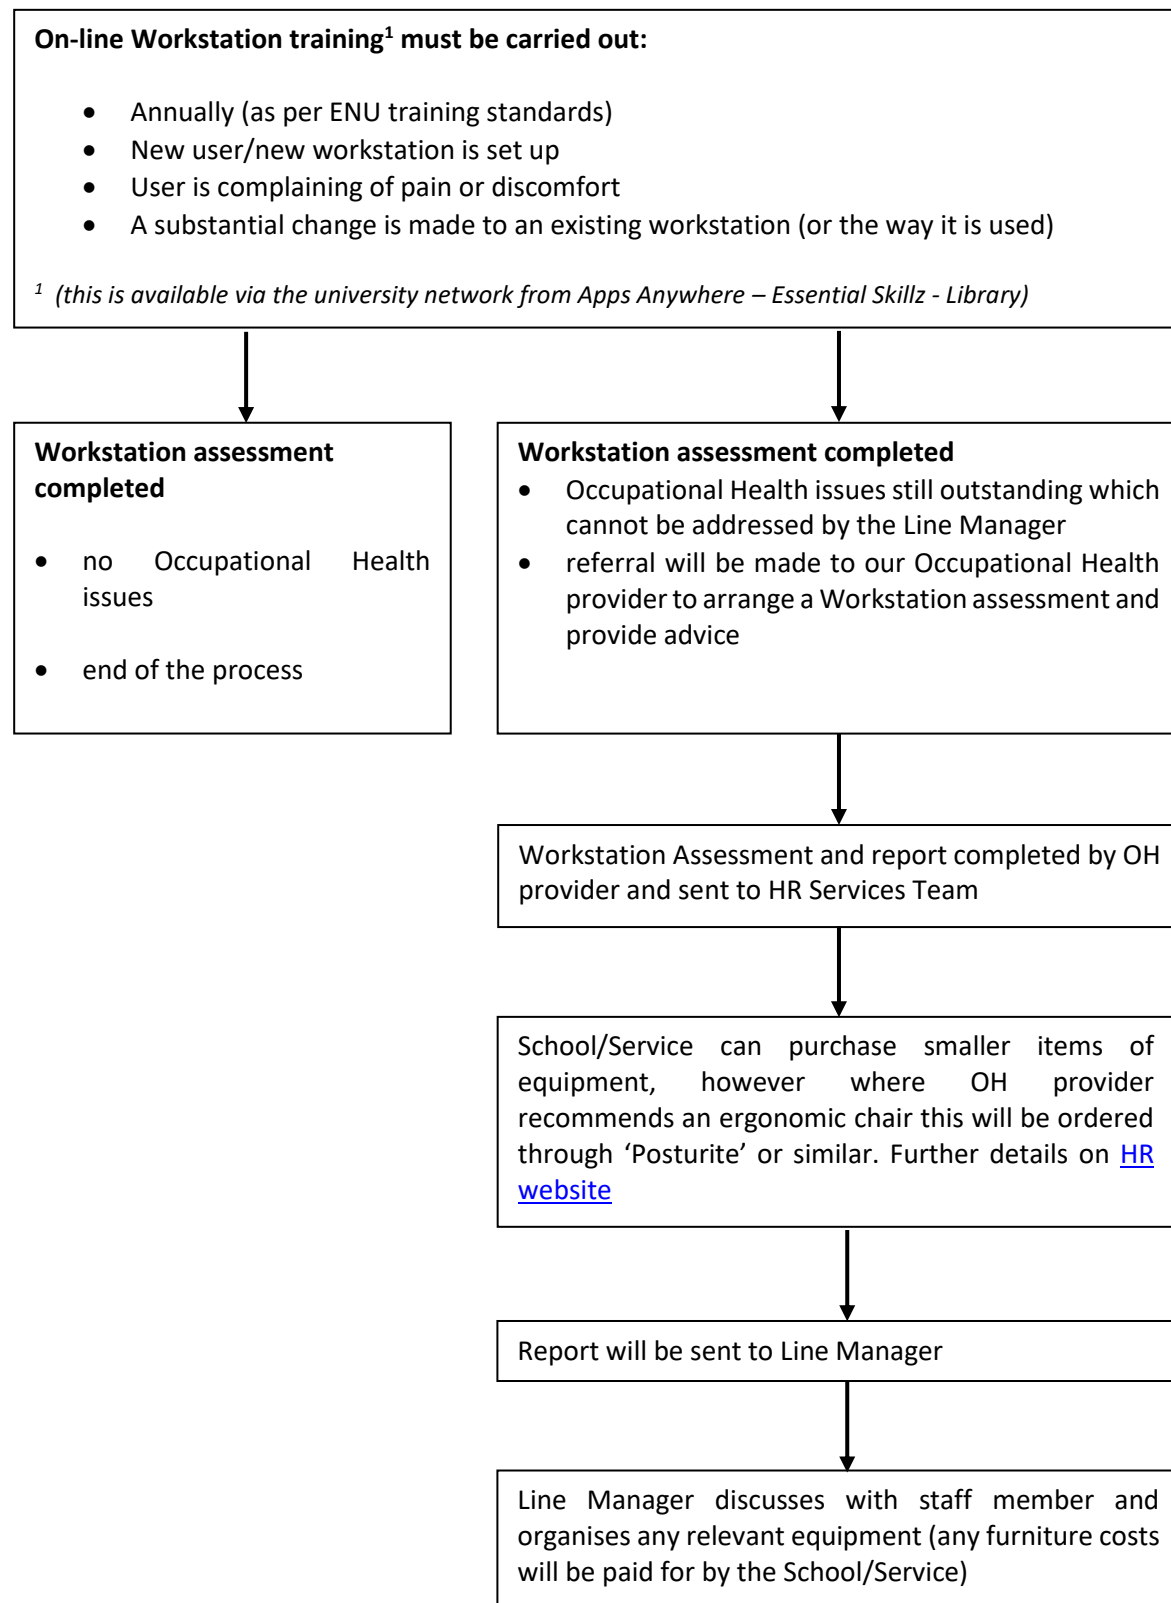 On-line Workstation training1 must be carried out:
• Annually (as per ENU training standards)
• New user/new workstation is set up
• User is complaining of pain or discomfort
• A substantial change is made to an existing workstation (or the way it is used)
1 (this is available via the university network from Apps Anywhere – Essential Skillz - Library)
Workstation assessment
completed
• no Occupational Health
issues
• end of the process
Workstation assessment completed
• Occupational Health issues still outstanding which
cannot be addressed by the Line Manager
• referral will be made to our Occupational Health
provider to arrange a Workstation assessment and
provide advice
Workstation Assessment and report completed by OH
provider and sent to HR Services Team
School/Service can purchase smaller items of
equipment, however where OH provider
recommends an ergonomic chair this will be ordered
through ‘Posturite’ or similar. Further details on HR
website
Report will be sent to Line Manager
Line Manager discusses with staff member and
organises any relevant equipment (any furniture costs
will be paid for by the School/Service)